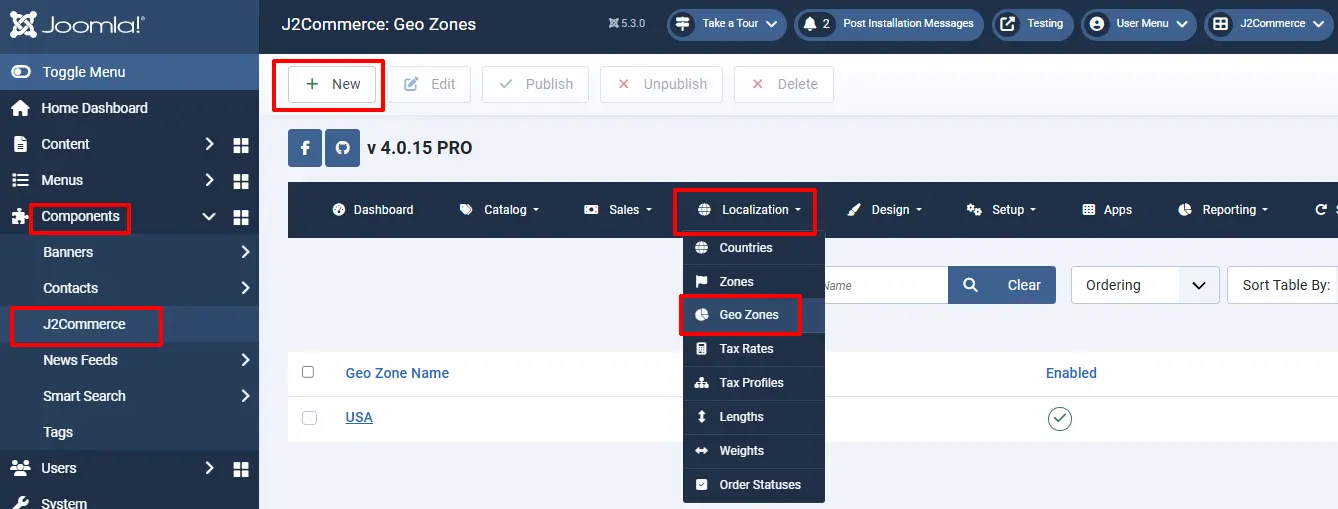 Joomla!
J2Commerce: Geo Zones
5.3.0
Take a Tour
2
Post Installation Messages
Testing
User Menu
J2Commerce
Toggle Menu
Home Dashboard
Content
Menus
Components
Banners
Contacts
J2Commerce
News Feeds
Smart Search
Tags
Users
System
New
Edit
Publish
Unpublish
Delete
v 4.0.15 PRO
Dashboard
Catalog
Sales
Localization
Design
Setup
Apps
Reporting
S
Countries
Zones
Geo Zones
Tax Rates
Tax Profiles
Lengths
Weights
Order Statuses
Name
Clear
Ordering
Sort Table By:
Geo Zone Name
Enabled
USA